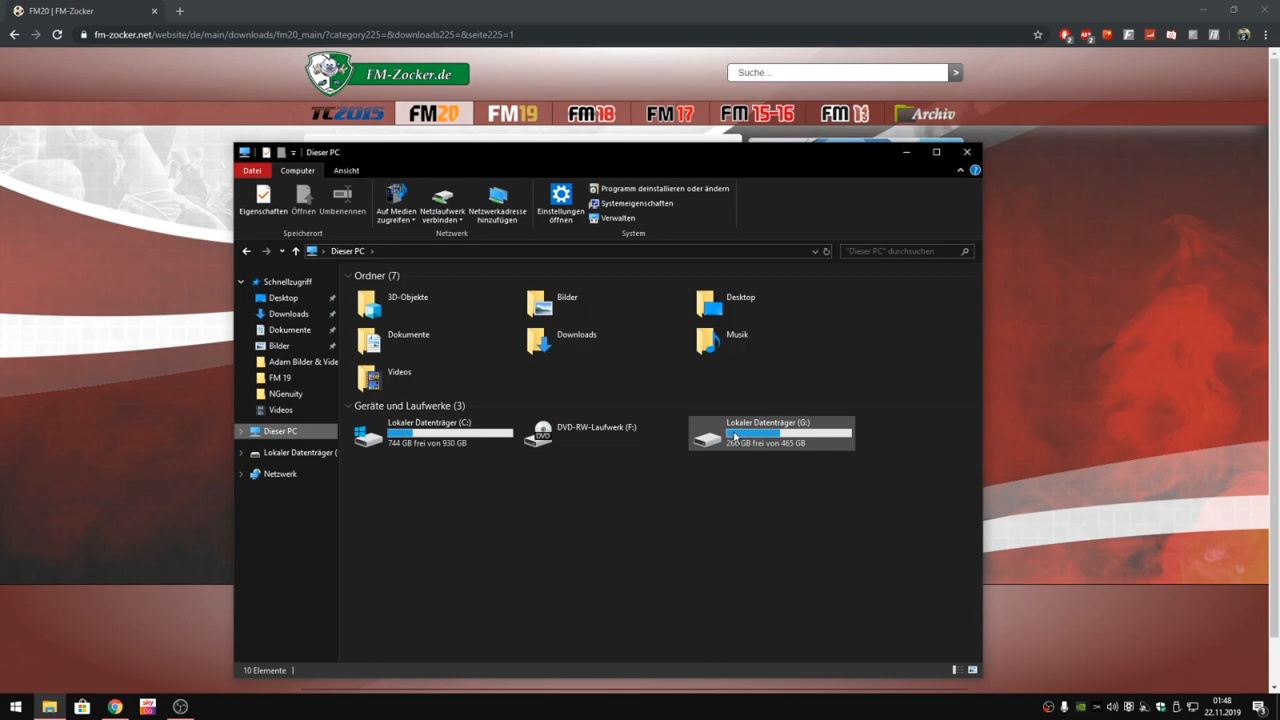 FM20 | FM-Zocker
fm-zocker.net/website/de/main/downloads/fm20_main/?category225=&downloads225=&seite225=1
FM-Zocker.de
Suche...
TC2015 FM20 FM19 FM18 FM17 FM15-16 FM14 Archiv
Dieser PC
Datei Computer Ansicht
Eigenschaften Öffnen Umbenennen
Auf Medien zugreifen
Netzlaufwerk verbinden
Netzwerkadresse hinzufügen
Einstellungen öffnen
Programm deinstallieren oder ändern
Systemeigenschaften
Verwalten
Speicherort Netzwerk System
Dieser PC
"Dieser PC" durchsuchen
Schnellzugriff
Desktop
Downloads
Dokumente
Bilder
Adam Bilder & Vide
FM 19
NGenuity
Videos
Dieser PC
Lokaler Datenträger (
Netzwerk
Ordner (7)
3D-Objekte Bilder Desktop
Dokumente Downloads Musik
Videos
Geräte und Laufwerke (3)
Lokaler Datenträger (C:)
744 GB frei von 930 GB
DVD-RW-Laufwerk (F:)
DVD
Lokaler Datenträger (G:)
GB frei von 465 GB
10 Elemente
sky GO
01:48
22.11.2019